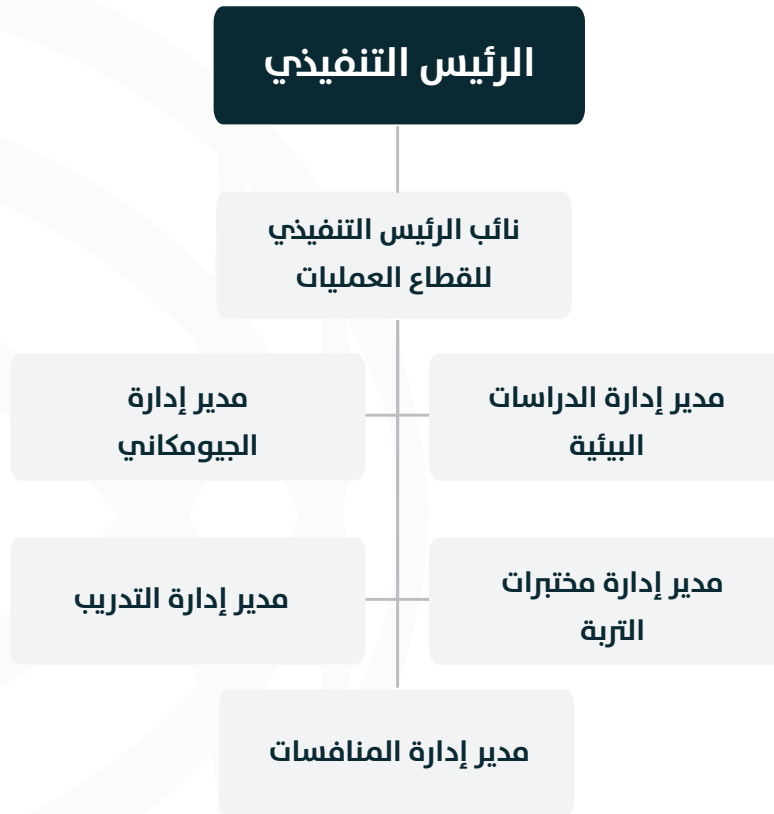 الرئيس التنفيذي
نائب الرئيس التنفيذي
للقطاع العمليات
مدير إدارة الدراسات
البيئية
مدير إدارة
الجيومكاني
مدير إدارة مختبرات
التربة
مدير إدارة التدريب
مدير إدارة المنافسات